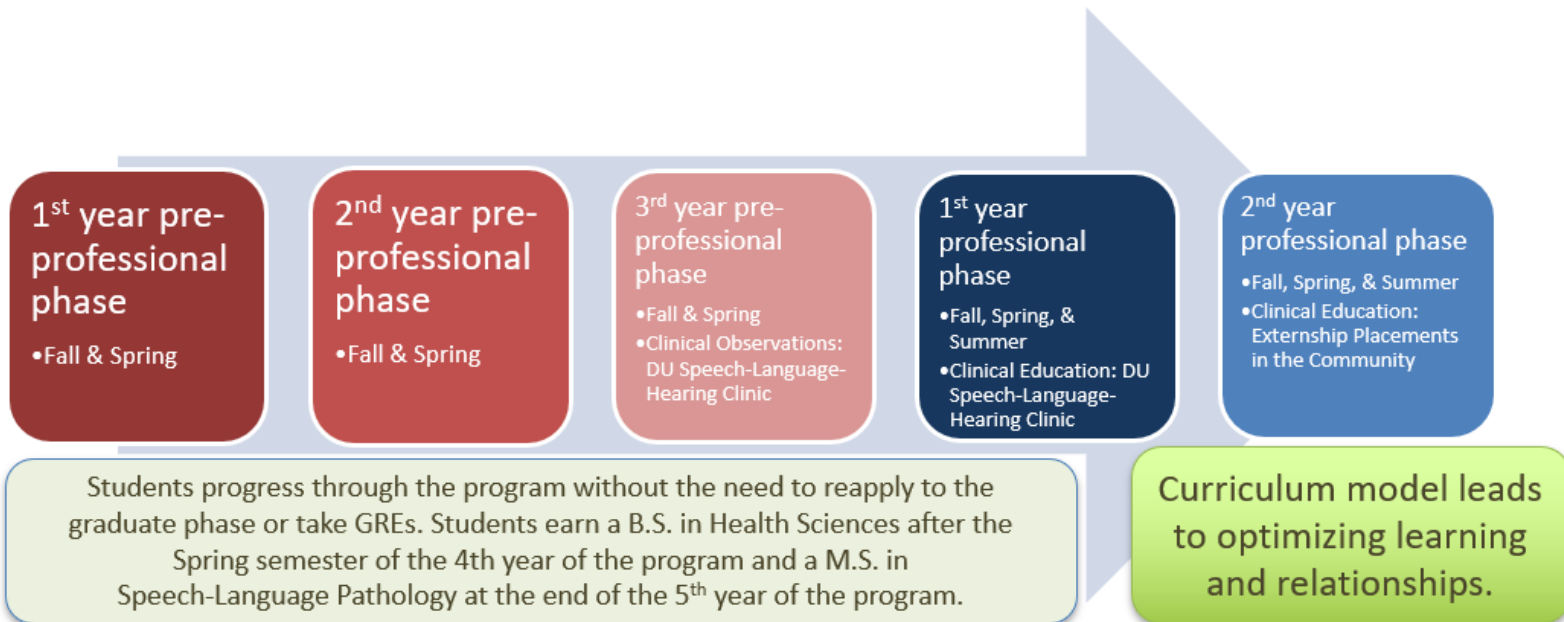 1st year pre-
professional
phase
•Fall & Spring
2nd year pre-
professional
phase
•Fall & Spring
3rd year pre-
professional
phase
•Fall & Spring
•Clinical Observations:
DU Speech-Language-
Hearing Clinic
1st year
professional
phase
•Fall, Spring, &
Summer
•Clinical Education: DU
Speech-Language-
Hearing Clinic
2nd year
professional phase
•Fall, Spring, & Summer
•Clinical Education:
Externship Placements
in the Community
Students progress through the program without the need to reapply to the
graduate phase or take GREs. Students earn a B.S. in Health Sciences after the
Spring semester of the 4th year of the program and a M.S. in
Speech-Language Pathology at the end of the 5th year of the program.
Curriculum model leads
to optimizing learning
and relationships.